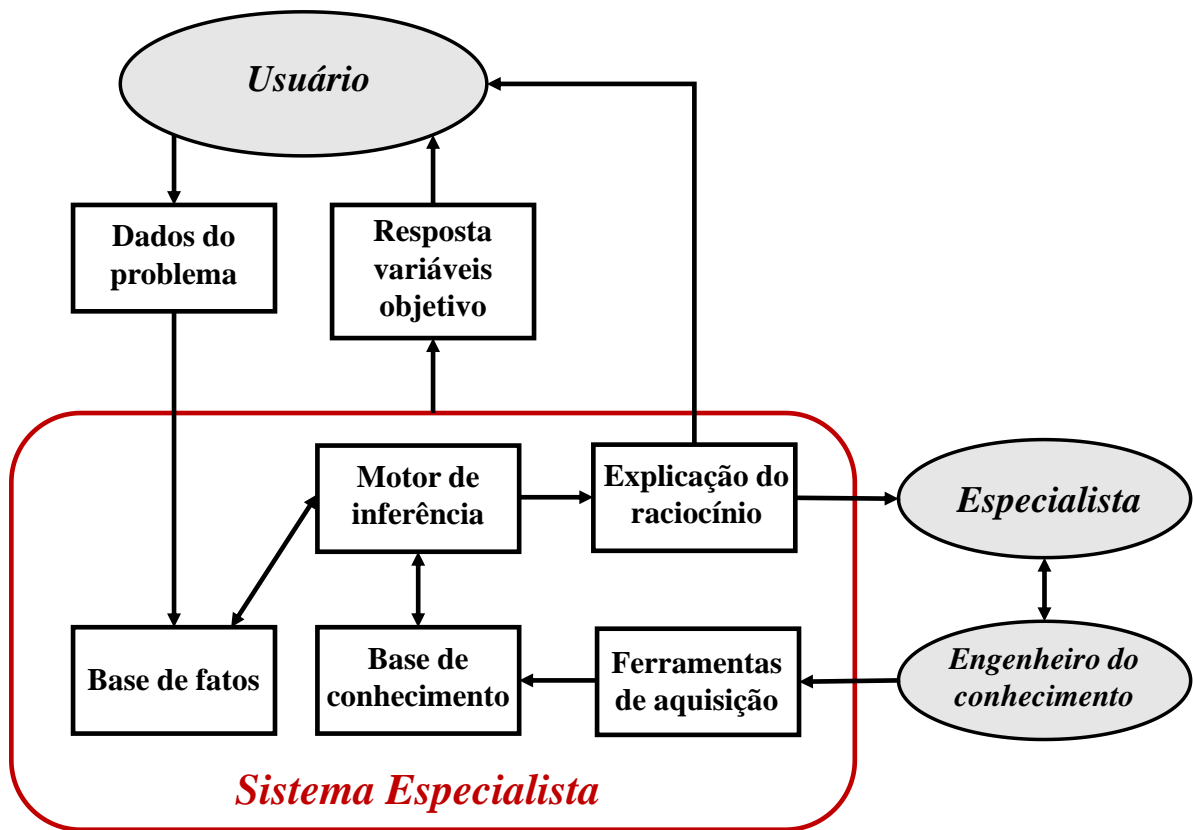 Usuário
Dados do
problema
Resposta
variáveis
objetivo
Motor de
inferência
Explicação do
raciocínio
Especialista
Base de fatos
Base de
conhecimento
Ferramentas
de aquisição
Engenheiro do
conhecimento
Sistema Especialista